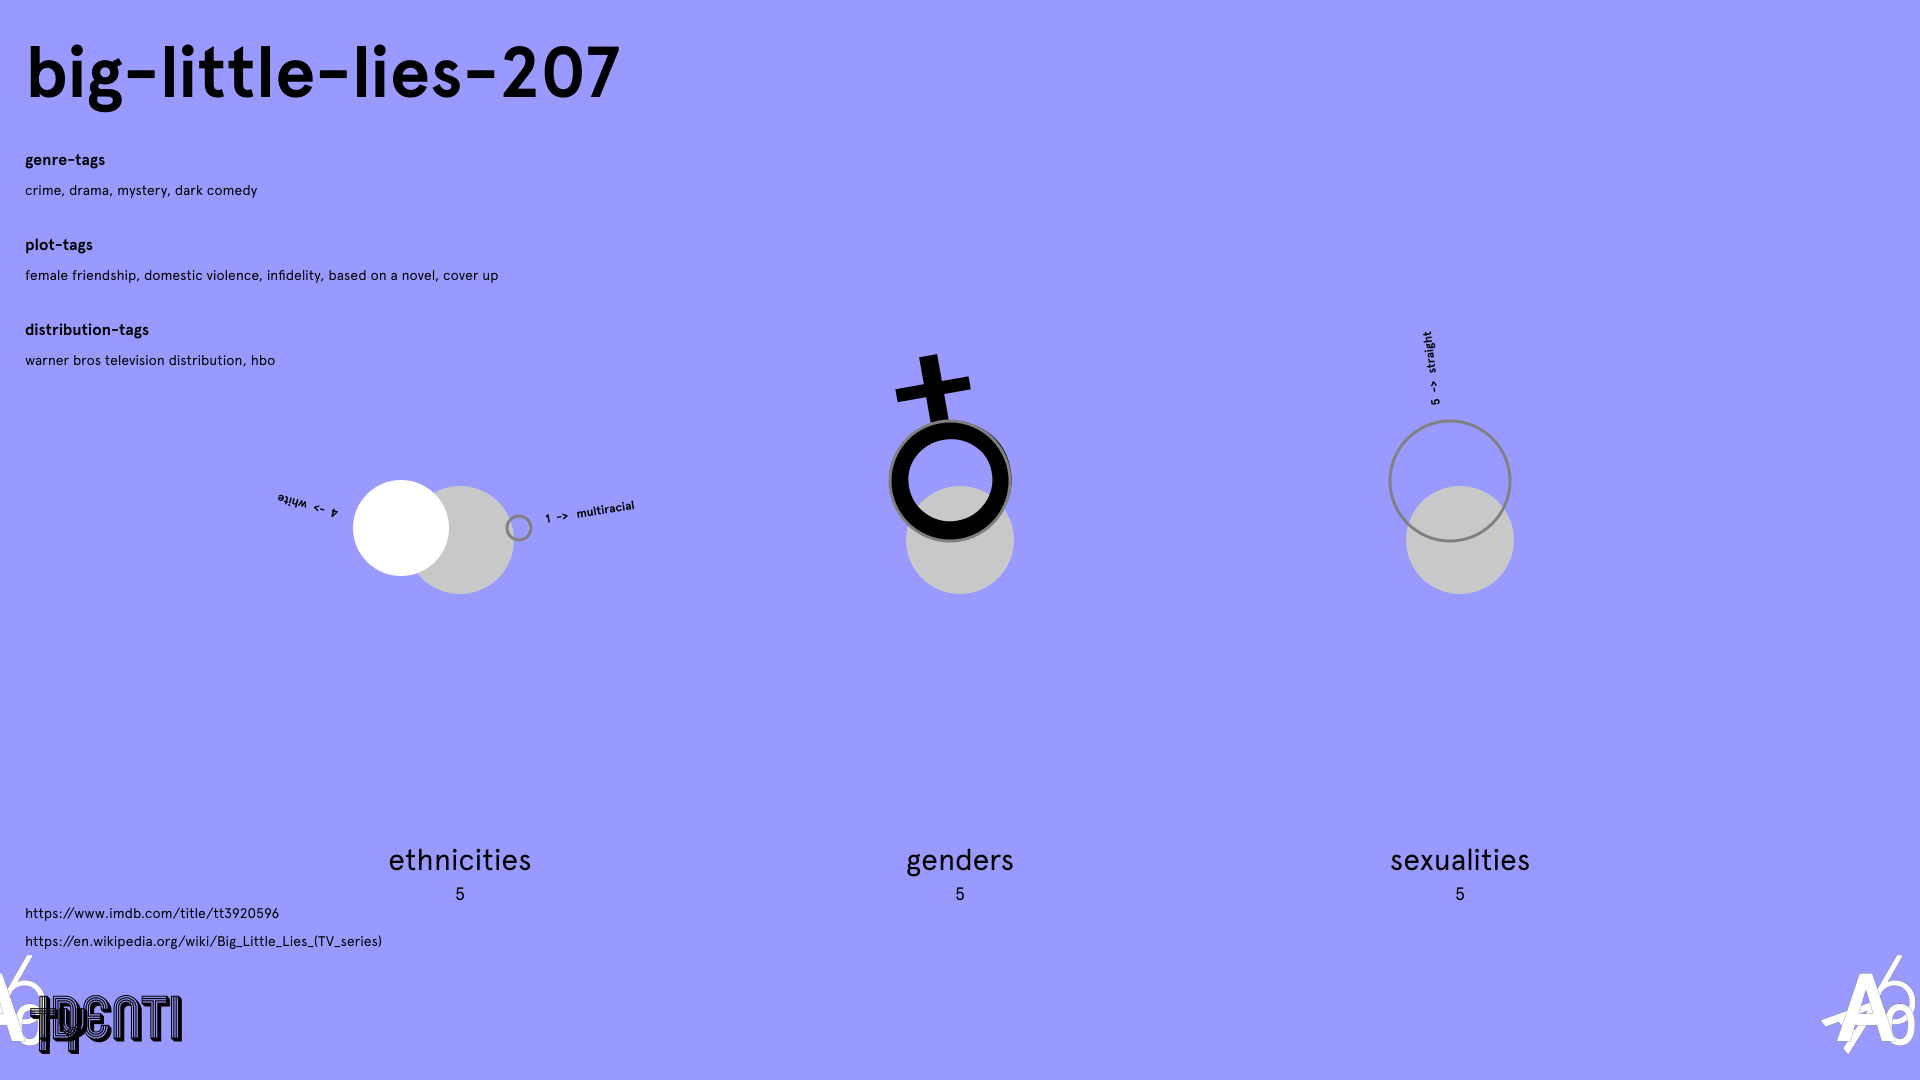 big-little-lies-207
genre-tags
crime, drama, mystery, dark comedy
plot-tags
female friendship, domestic violence, infidelity, based on a novel, cover up
distribution-tags
warner bros television distribution, hbo
4 -> white
1 -> multiracial
5 -> straight
ethnicities
5
genders
5
sexualities
5
https://www.imdb.com/title/tt3920596
https://en.wikipedia.org/wiki/Big_Little_Lies_(TV_series)
IDENTI